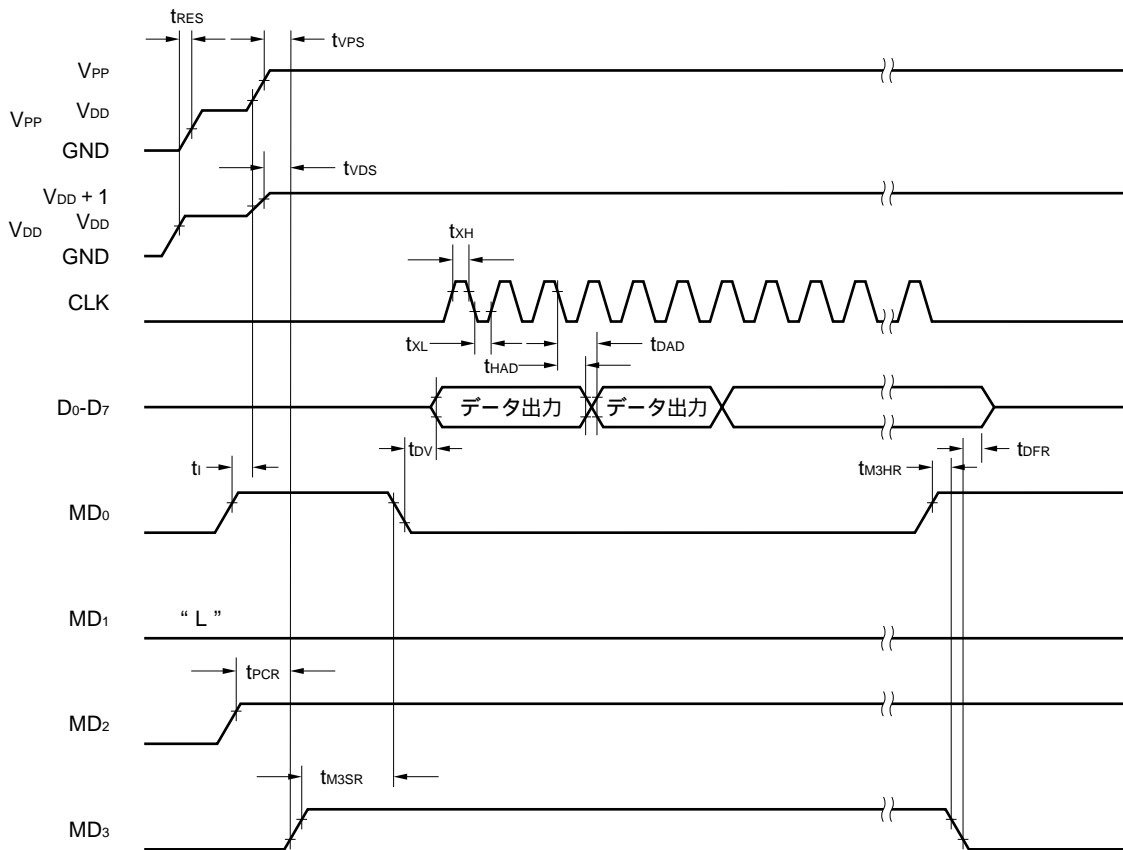 tRES
tVPS
VPP
VPP VDD
GND
tVDS
VDD + 1
VDD VDD
GND
tXH
CLK
tXL tDAD
tHAD
D0-D7 データ出力 データ出力
tDV tDFR
tI tM3HR
MD0
MD1 “ L ”
tPCR
MD2
tM3SR
MD3